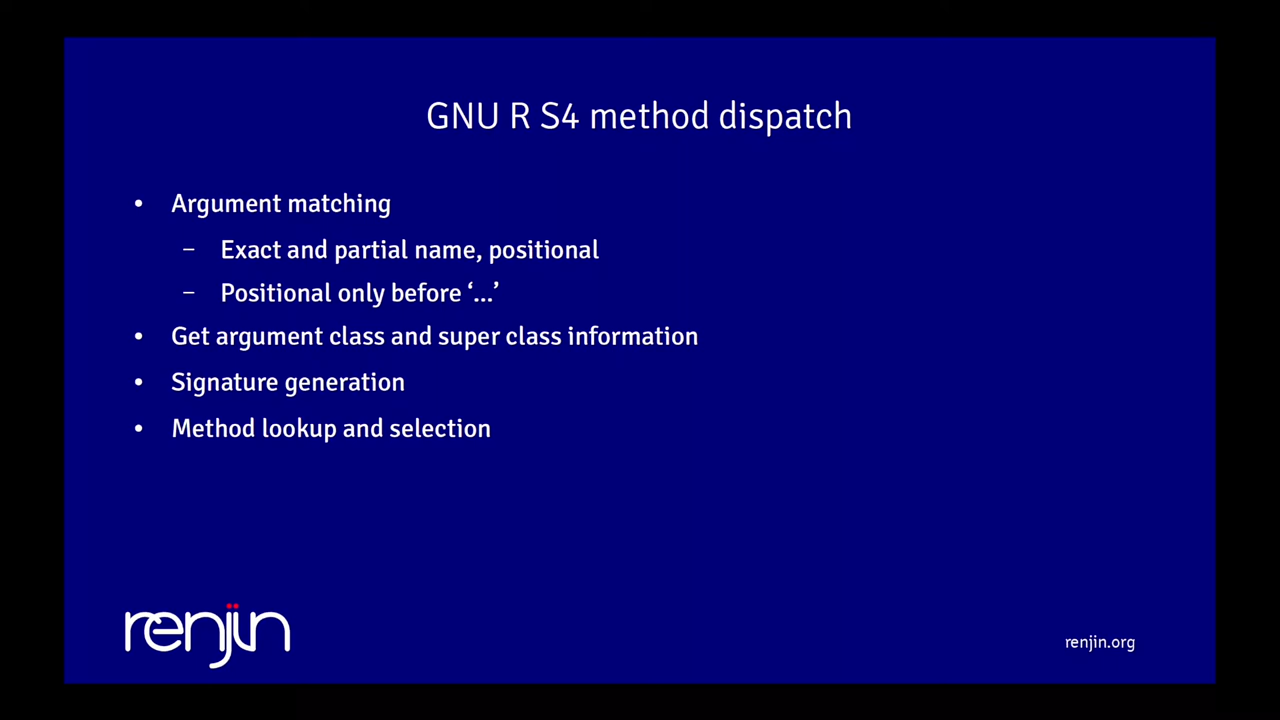 GNU R S4 method dispatch
• Argument matching
– Exact and partial name, positional
– Positional only before ‘...’
• Get argument class and super class information
• Signature generation
• Method lookup and selection
renjin
renjin.org